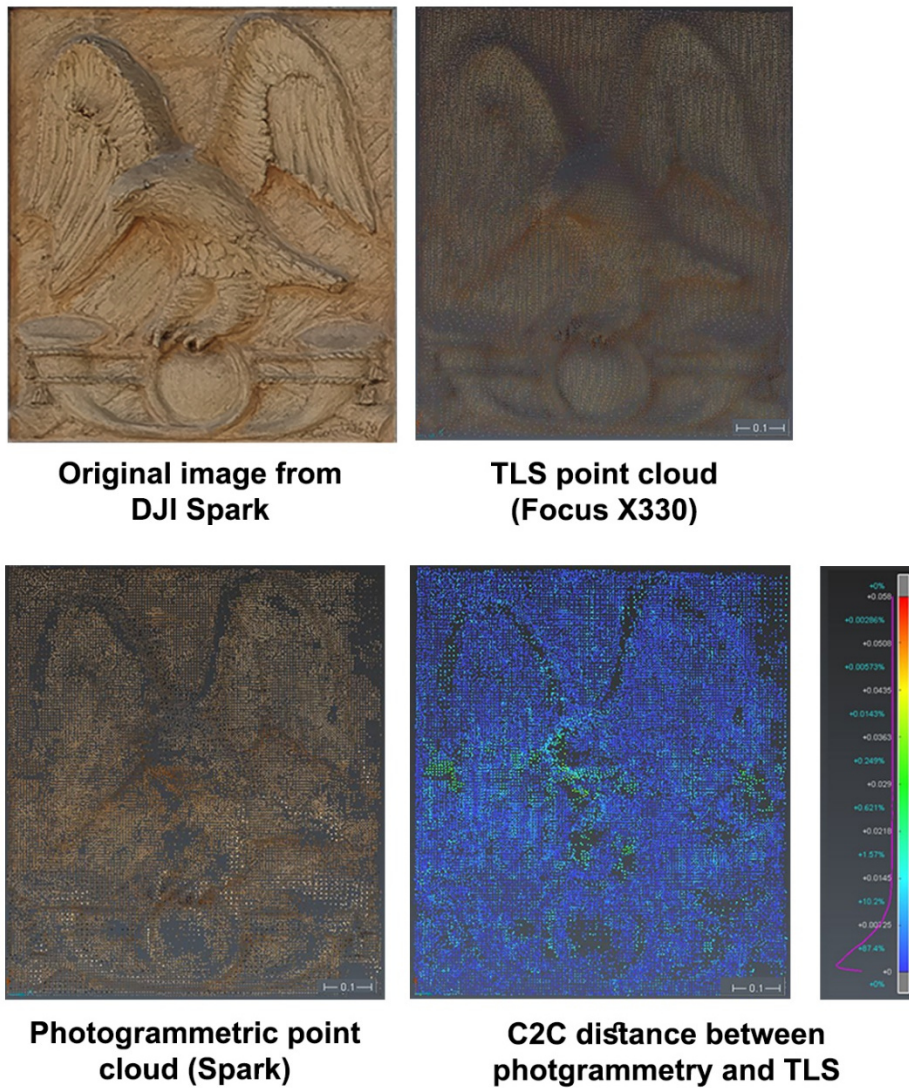 Original image from
DJI Spark
TLS point cloud
(Focus X330)
0.1
Photogrammetric point
cloud (Spark)
0.1
C2C distance between
photgrammetry and TLS
0.1
+0%
+0.058
+0.00286%
+0.0508
+0.00573%
+0.0435
+0.0143%
+0.0363
+0.249%
+0.029
+0.621%
+0.0218
+1.57%
+0.0145
+10.2%
+0.00725
+87.4%
+0
+0%